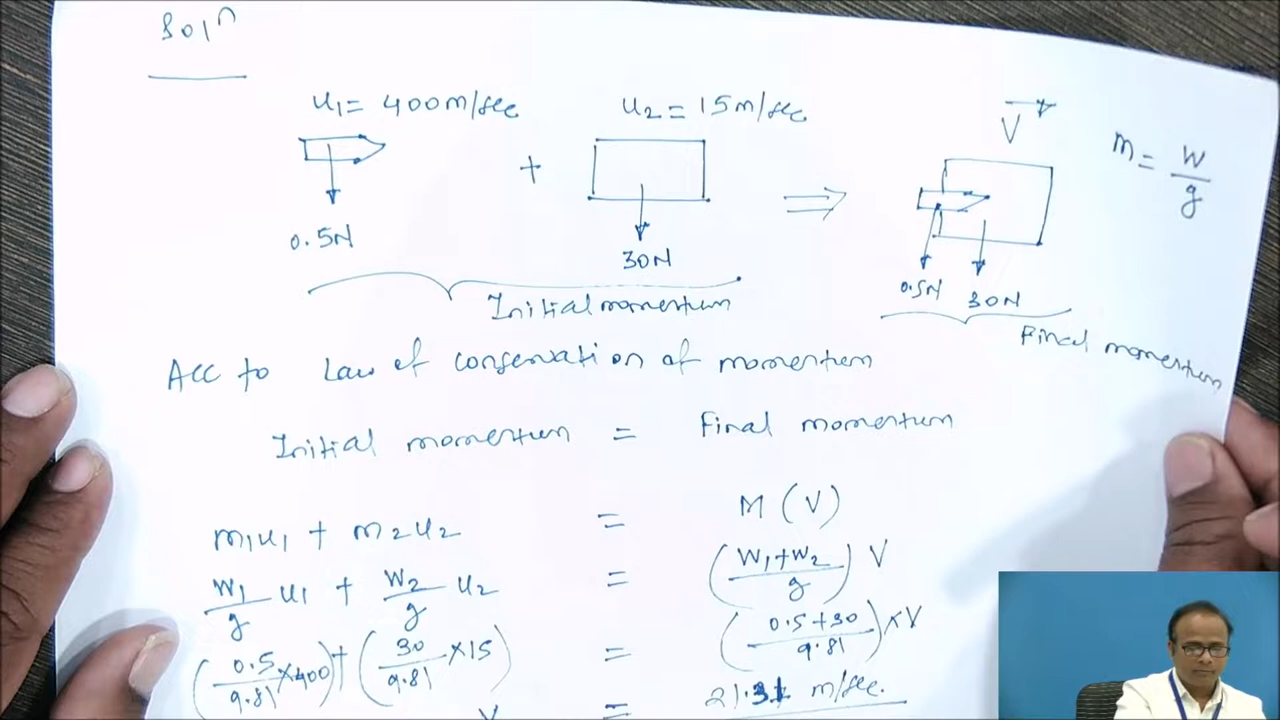 Solⁿ
u1 = 400m/sec
u2 = 15m/sec
V
m = W/g
+
⇒
0.5N
30N
0.5N 30N
Initial momentum
Final momentum
Acc to Law of conservation of momentum
Initial momentum = Final momentum
m1u1 + m2u2 = M (V)
W1/g u1 + W2/g u2 = (W1+W2/g) V
(0.5/9.81 ×400) + (30/9.81 ×15) = (0.5+30/9.81) ×V
V = 21.31 m/sec.